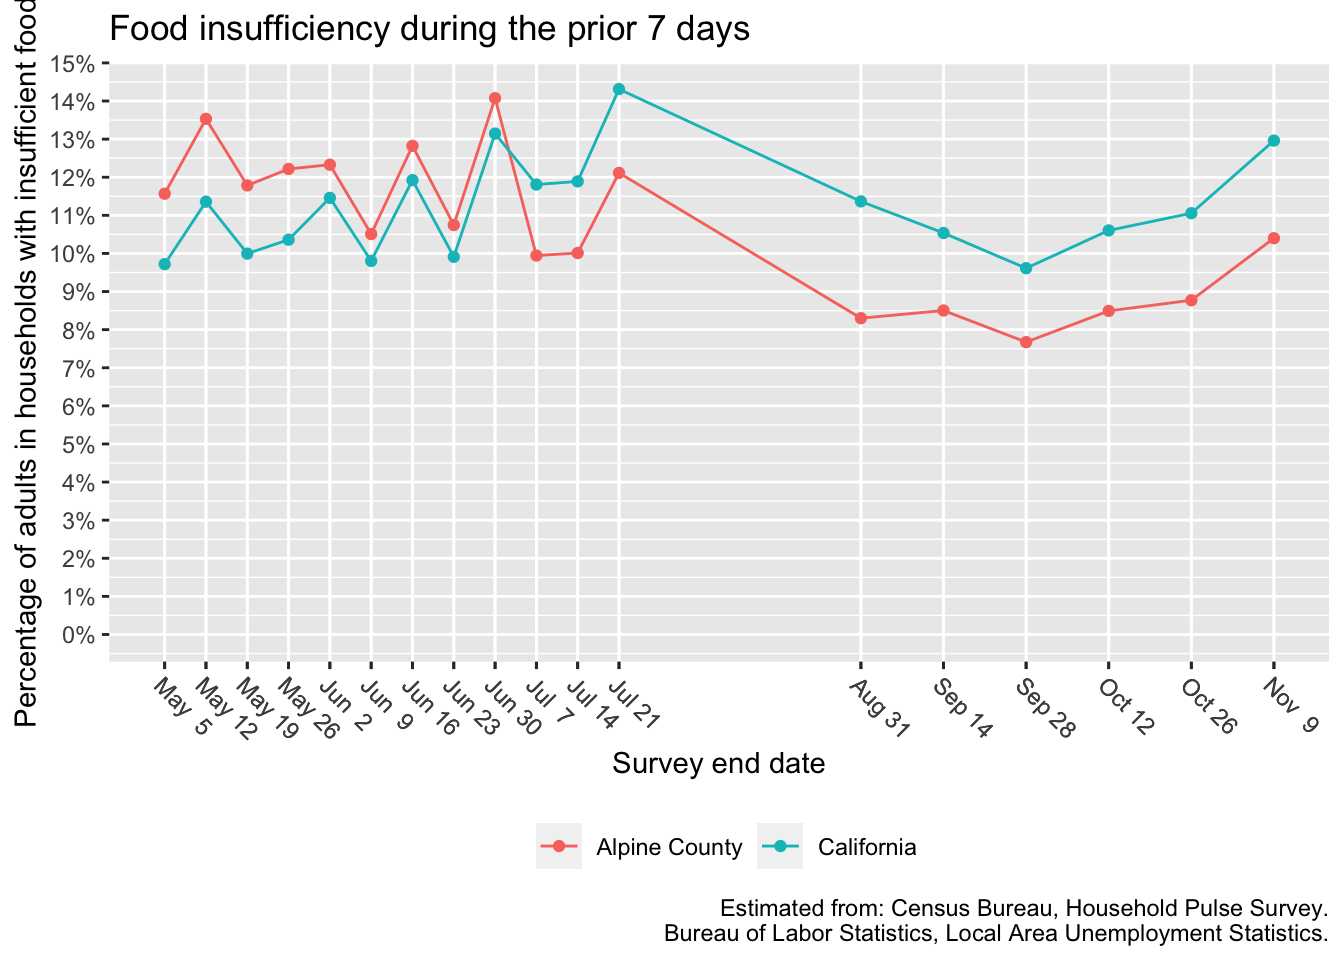 Food insufficiency during the prior 7 days
Percentage of adults in households with insufficient food
15%
14%
13%
12%
11%
10%
9%
8%
7%
6%
5%
4%
3%
2%
1%
0%
May 5
May 12
May 19
May 26
Jun 2
Jun 9
Jun 16
Jun 23
Jun 30
Jul 7
Jul 14
Jul 21
Aug 31
Sep 14
Sep 28
Oct 12
Oct 26
Nov 9
Survey end date
Alpine County
California
Estimated from: Census Bureau, Household Pulse Survey.
Bureau of Labor Statistics, Local Area Unemployment Statistics.